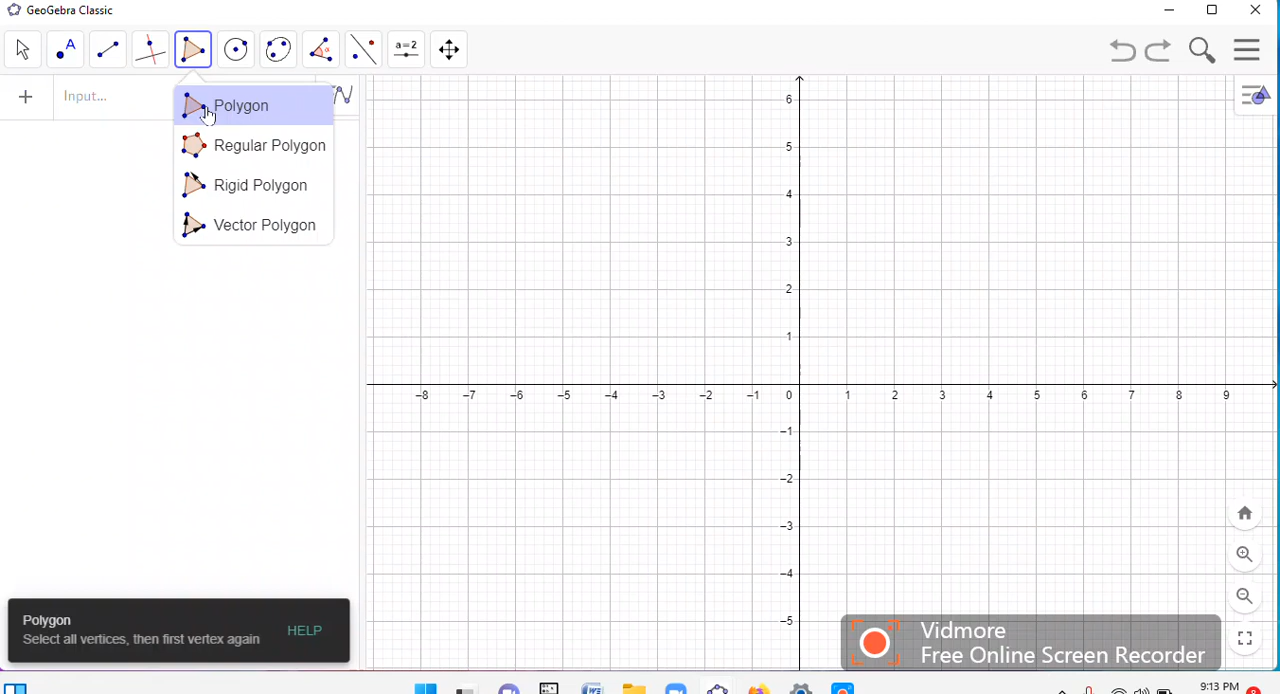 GeoGebra Classic
A
a=2
Input...
Polygon
Regular Polygon
Rigid Polygon
Vector Polygon
6
5
4
3
2
1
-8 -7 -6 -5 -4 -3 -2 -1 0 1 2 3 4 5 6 7 8 9
-1
-2
-3
-4
-5
Polygon
Select all vertices, then first vertex again
HELP
Vidmore
Free Online Screen Recorder
9:13 PM